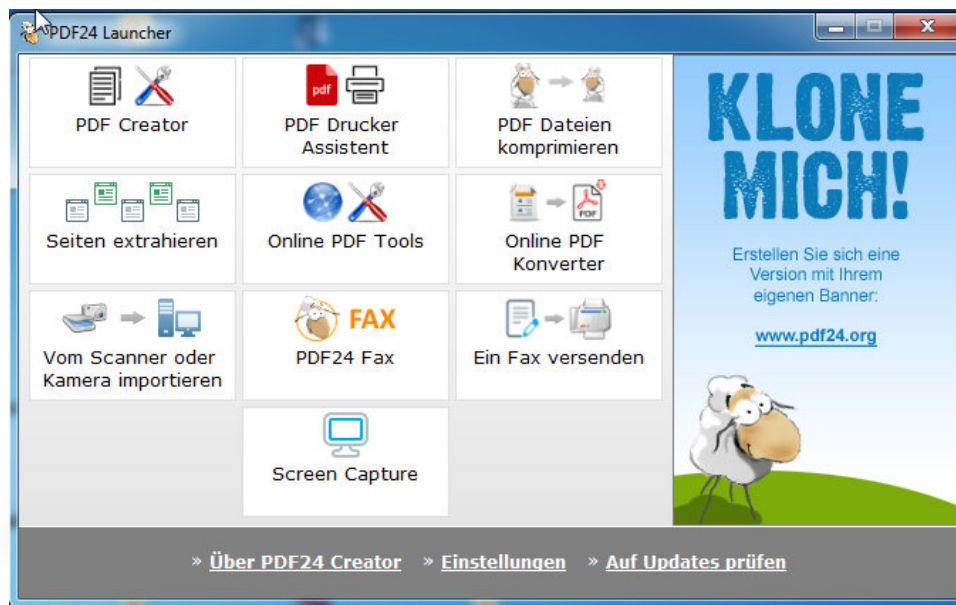 PDF24 Launcher
PDF Creator
pdf
PDF Drucker
Assistent
PDF Dateien
komprimieren
Seiten extrahieren
Online PDF Tools
PDF
Online PDF
Konverter
Vom Scanner oder
Kamera importieren
FAX
PDF24 Fax
Ein Fax versenden
Screen Capture
KLONE
MICH!
Erstellen Sie sich eine
Version mit Ihrem
eigenen Banner:
www.pdf24.org
» Über PDF24 Creator » Einstellungen » Auf Updates prüfen